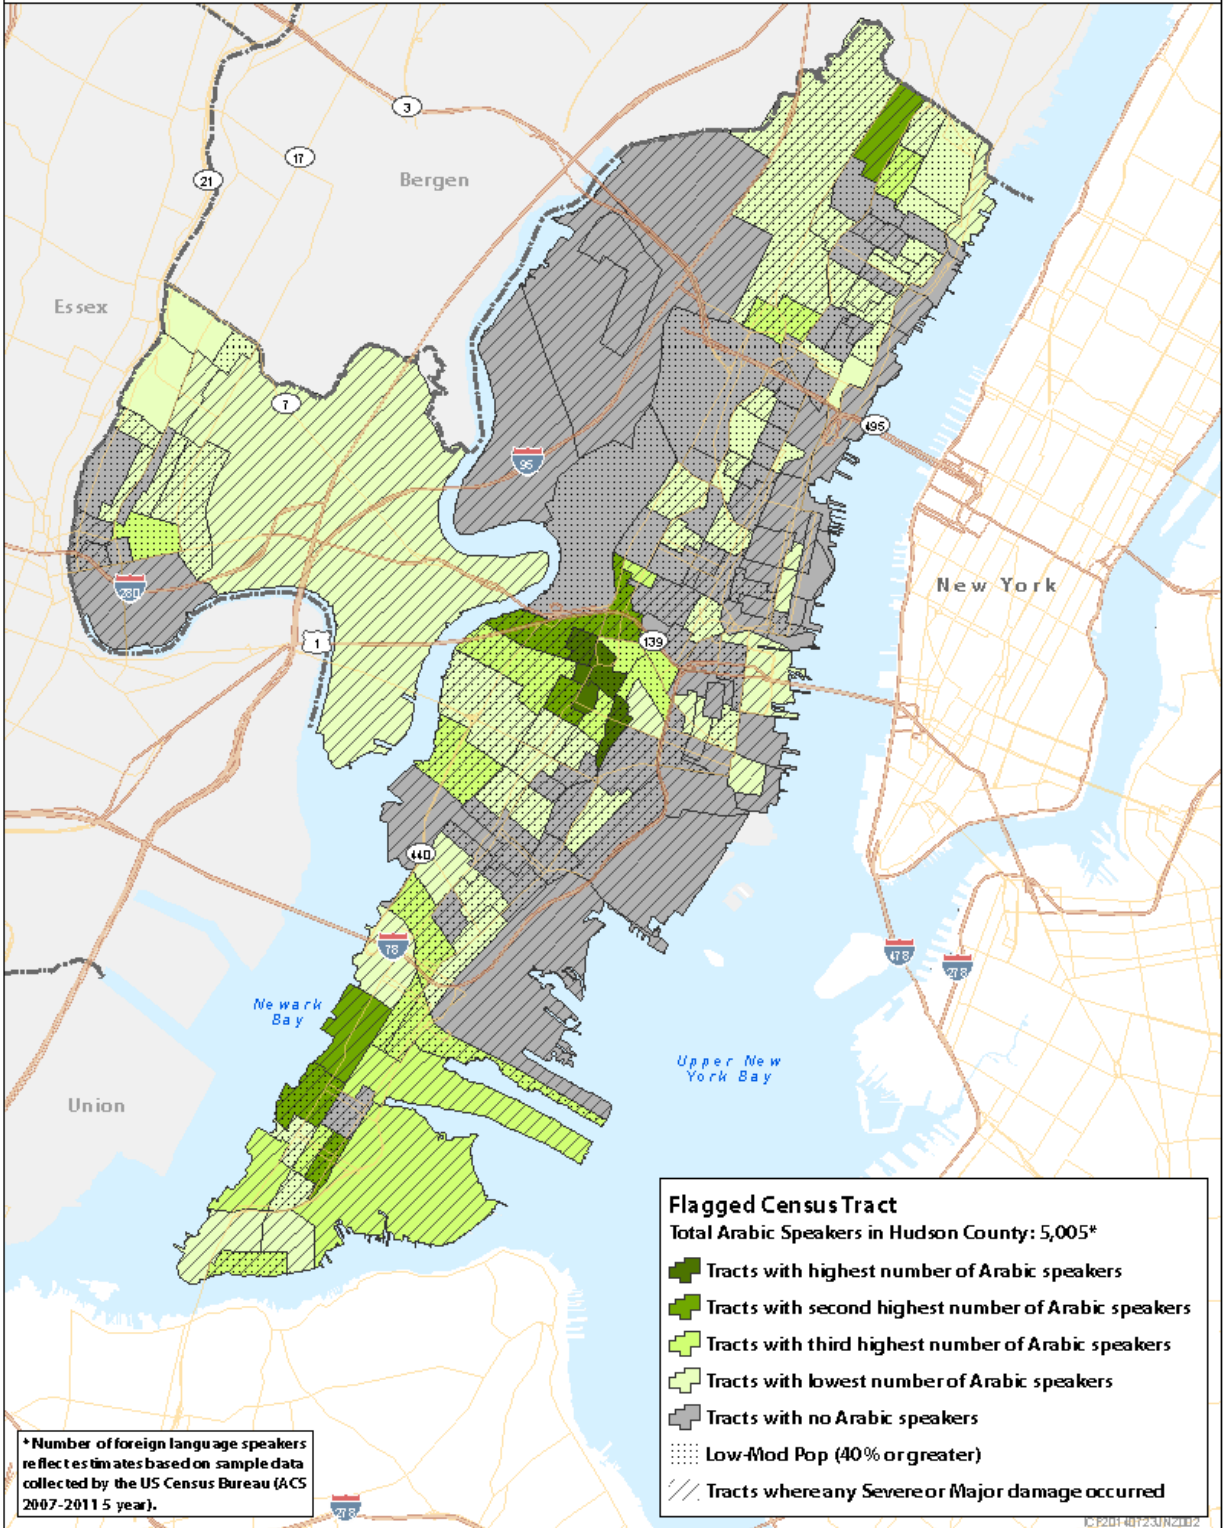 3
17
21
Bergen
Essex
7
495
95
New York
280
1
139
440
78
478
278
Newark
Bay
Upper New
York Bay
Union
Flagged Census Tract
Total Arabic Speakers in Hudson County: 5,005*
Tracts with highest number of Arabic speakers
Tracts with second highest number of Arabic speakers
Tracts with third highest number of Arabic speakers
Tracts with lowest number of Arabic speakers
Tracts with no Arabic speakers
Low-Mod Pop (40% or greater)
Tracts where any Severe or Major damage occurred
*Number of foreign language speakers
reflect estimates based on sample data
collected by the US Census Bureau (ACS
2007-2011 5 year).
278